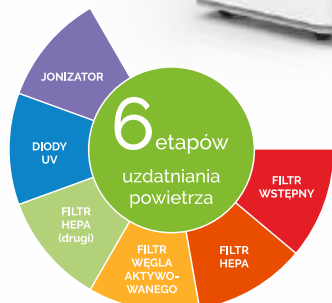 JONIZATOR
DIODY
UV
FILTR
HEPA
(drugi)
FILTR
WĘGLA
AKTYWO-
WANEGO
FILTR
HEPA
FILTR
WSTĘPNY
6 etapów
uzdatniania
powietrza